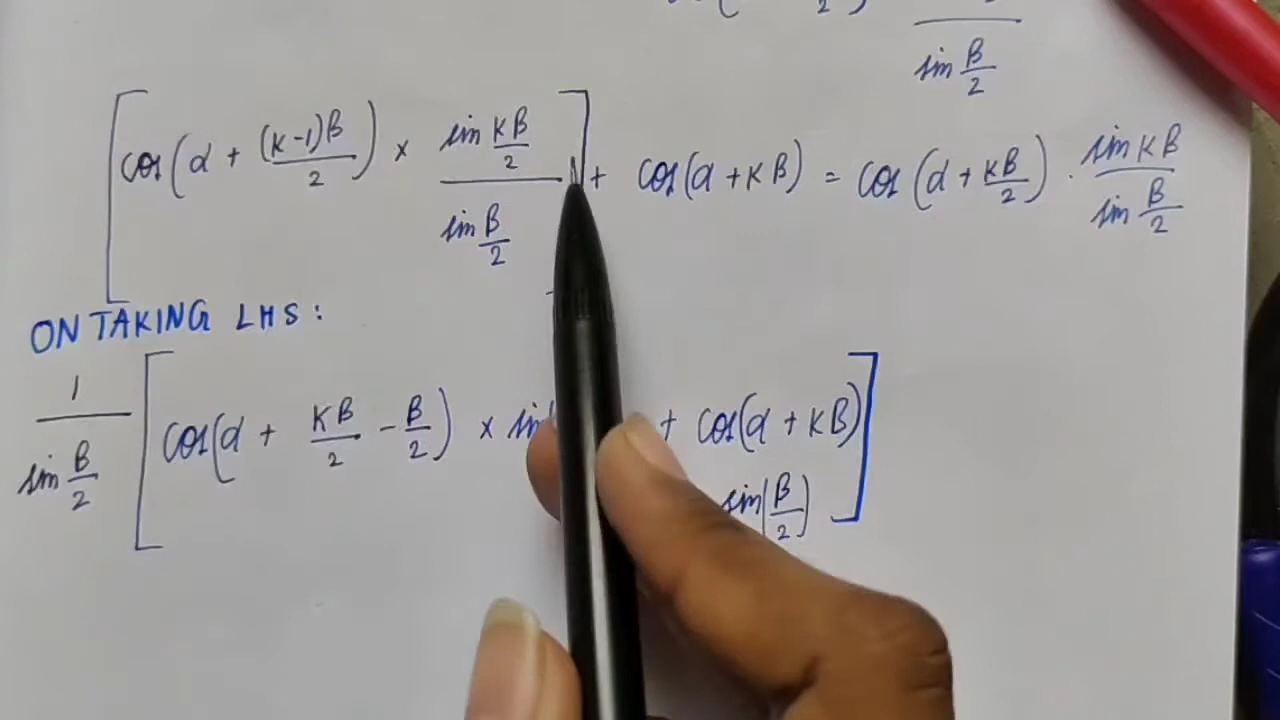 sin β/2
[cos(α + (K-1)β/2) × sin Kβ/2 / sin β/2] + cos(α + Kβ) = cos(α + Kβ/2) · sin Kβ / sin β/2
ON TAKING LHS:
1 / sin β/2 [cos(α + Kβ/2 - β/2) × sin + cos(α + Kβ) sin(β/2)]